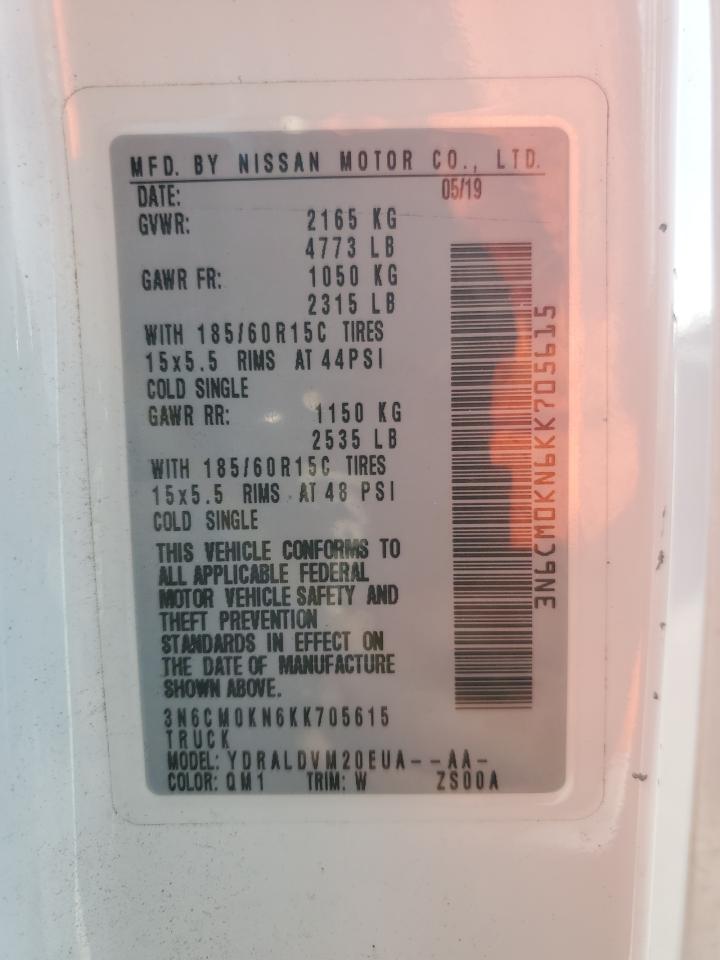 MFD. BY NISSAN MOTOR CO., LTD.
DATE: 05/19
GVWR: 2165 KG
4773 LB
GAWR FR: 1050 KG
2315 LB
WITH 185/60R15C TIRES
15x5.5 RIMS AT 44PSI
COLD SINGLE
GAWR RR: 1150 KG
2535 LB
WITH 185/60R15C TIRES
15x5.5 RIMS AT 48 PSI
COLD SINGLE
THIS VEHICLE CONFORMS TO
ALL APPLICABLE FEDERAL
MOTOR VEHICLE SAFETY AND
THEFT PREVENTION
STANDARDS IN EFFECT ON
THE DATE OF MANUFACTURE
SHOWN ABOVE.
3N6CM0KN6KK705615
TRUCK
MODEL: YDRALDVM20EUA--AA-
COLOR: QM1 TRIM: W ZS00A
3N6CM0KN6KK705615